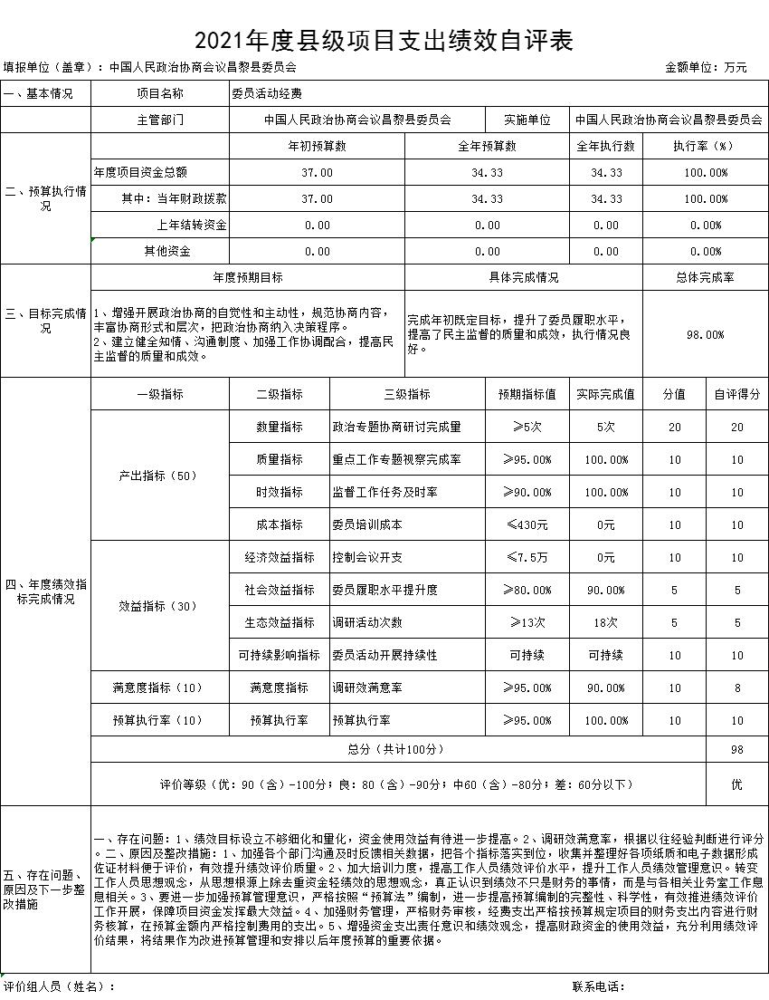 2021年度县级项目支出绩效自评表
填报单位（盖章）：中国人民政治协商会议昌黎县委员会 金额单位：万元
一、基本情况 项目名称 委员活动经费
主管部门 中国人民政治协商会议昌黎县委员会 实施单位 中国人民政治协商会议昌黎县委员会
二、预算执行情况 年初预算数 全年预算数 全年执行数 执行率（%）
年度项目资金总额 37.00 34.33 34.33 100.00%
其中：当年财政拨款 37.00 34.33 34.33 100.00%
上年结转资金 0.00 0.00 0.00 0.00%
其他资金 0.00 0.00 0.00 0.00%
三、目标完成情况 年度预期目标 具体完成情况 总体完成率
1、增强开展政治协商的自觉性和主动性，规范协商内容，
丰富协商形式和层次，把政治协商纳入决策程序。
2、建立健全知情、沟通制度、加强工作协调配合，提高民
主监督的质量和成效。
完成年初既定目标，提升了委员履职水平，
提高了民主监督的质量和成效，执行情况良
好。
98.00%
四、年度绩效指标完成情况 一级指标 二级指标 三级指标 预期指标值 实际完成值 分值 自评得分
产出指标（50） 数量指标 政治专题协商研讨完成量 ≥5次 5次 20 20
质量指标 重点工作专题视察完成率 ≥95.00% 100.00% 10 10
时效指标 监督工作任务及时率 ≥90.00% 100.00% 10 10
成本指标 委员培训成本 ≤430元 0元 10 10
效益指标（30） 经济效益指标 控制会议开支 ≤7.5万 0元 10 10
社会效益指标 委员履职水平提升度 ≥80.00% 90.00% 5 5
生态效益指标 调研活动次数 ≥13次 18次 5 5
可持续影响指标 委员活动开展持续性 可持续 可持续 10 10
满意度指标（10） 满意度指标 调研效满意率 ≥95.00% 90.00% 10 8
预算执行率（10） 预算执行率 预算执行率 ≥95.00% 100.00% 10 10
总分（共计100分） 98
评价等级（优：90（含）-100分；良：80（含）-90分；中60（含）-80分；差：60分以下） 优
五、存在问题、原因及下一步整改措施
一、存在问题：1、绩效目标设立不够细化和量化，资金使用效益有待进一步提高。2、调研效满意率，根据以往经验判断进行评分
。二、原因及整改措施：1、加强各个部门沟通及时反馈相关数据，把各个指标落实到位，收集并整理好各项纸质和电子数据形成
佐证材料便于评价，有效提升绩效评价质量。2、加大培训力度，提高工作人员绩效评价水平，提升工作人员绩效管理意识。转变
工作人员思想观念，从思想根源上除去重资金轻绩效的思想观念，真正认识到绩效不只是财务的事情，而是与各相关业务室工作息
息相关。3、要进一步加强预算管理意识，严格按照“预算法”编制，进一步提高预算编制的完整性、科学性，有效推进绩效评价
工作开展，保障项目资金发挥最大效益。4、加强财务管理，严格财务审核，经费支出严格按预算规定项目的财务支出内容进行财
务核算，在预算金额内严格控制费用的支出。5、增强资金支出责任意识和绩效观念，提高财政资金的使用效益，充分利用绩效评
价结果，将结果作为改进预算管理和安排以后年度预算的重要依据。
评价组人员（姓名）： 联系电话：